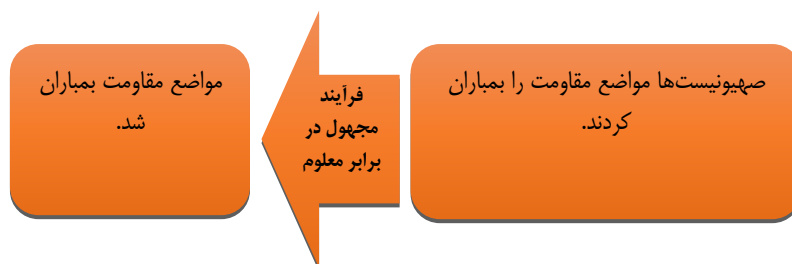 صهیونیست‌ها مواضع مقاومت را بمباران
کردند.
فرآیند
مجهول در
برابر معلوم
مواضع مقاومت بمباران
شد.